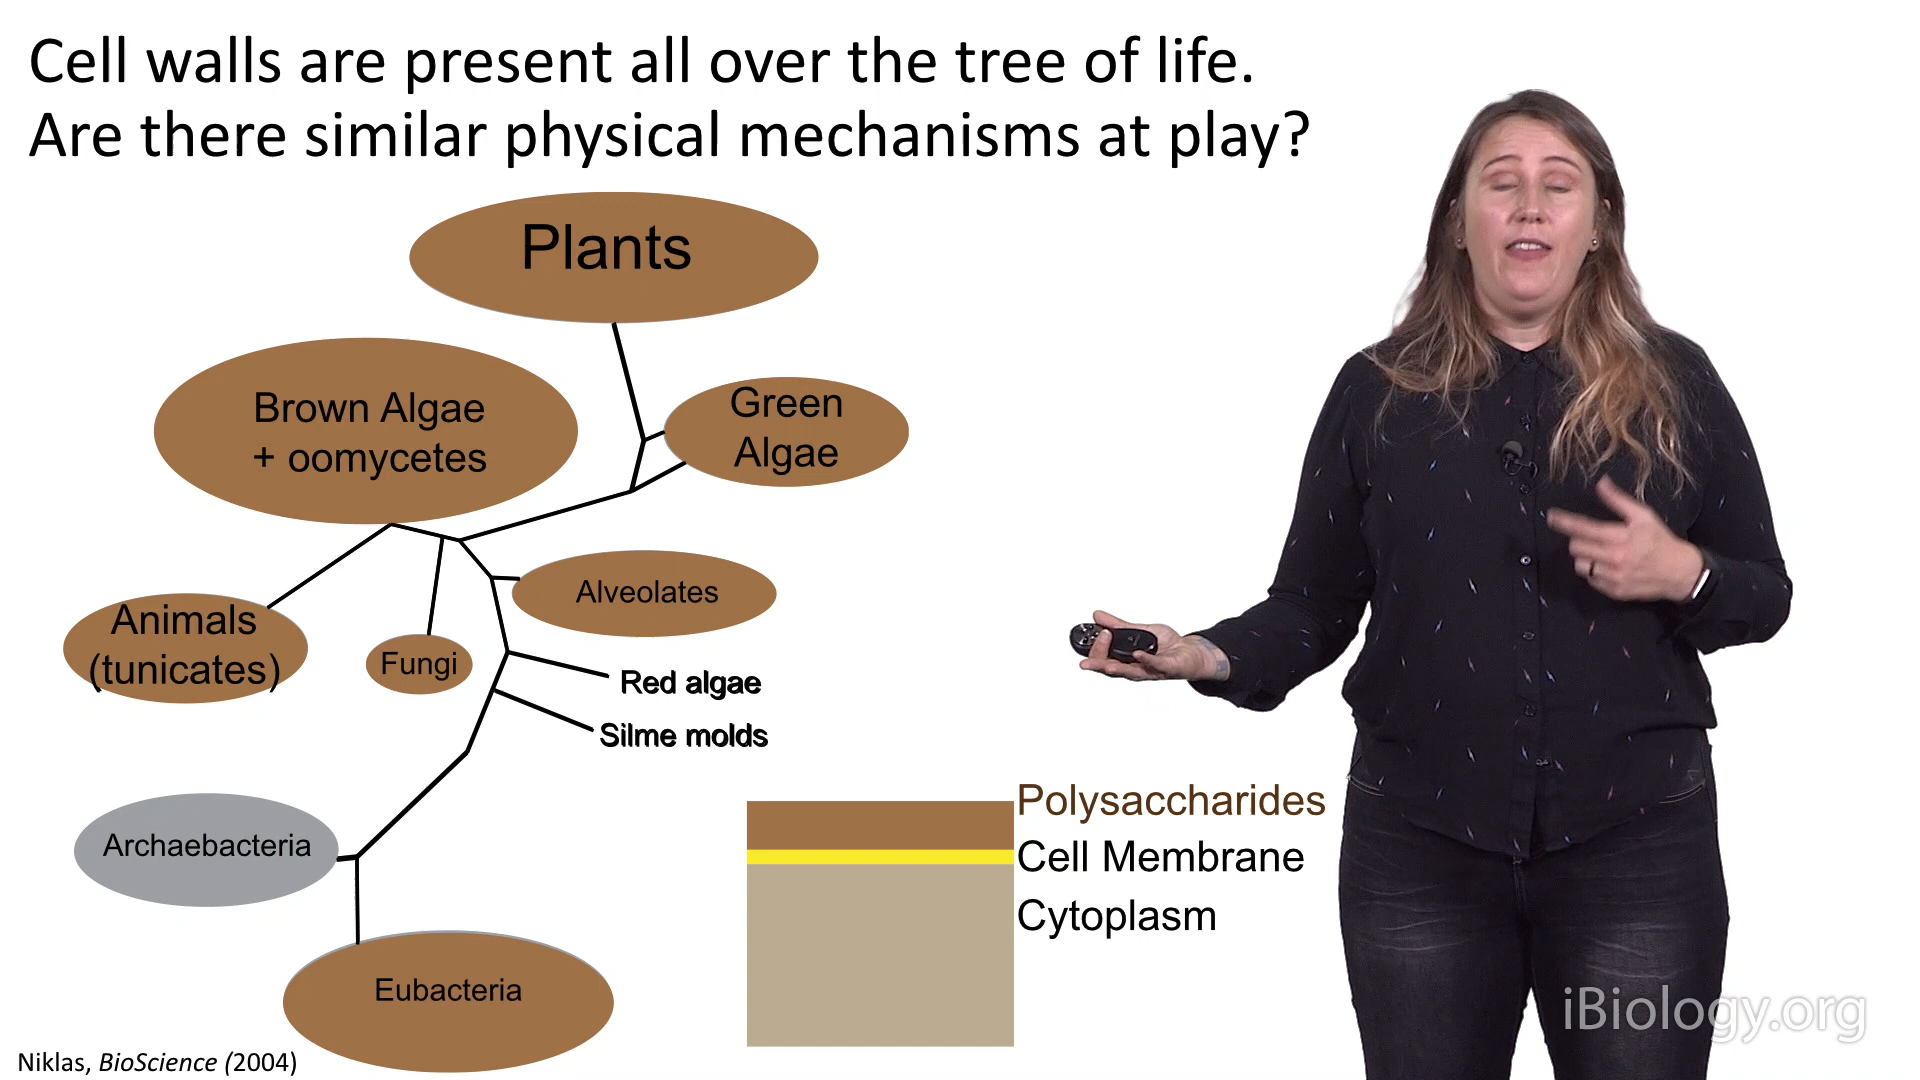 Cell walls are present all over the tree of life.
Are there similar physical mechanisms at play?
Plants
Brown Algae
+ oomycetes
Green
Algae
Animals
(tunicates)
Fungi
Alveolates
Red algae
Silme molds
Archaebacteria
Eubacteria
Polysaccharides
Cell Membrane
Cytoplasm
Niklas, BioScience (2004)
iBiology.org